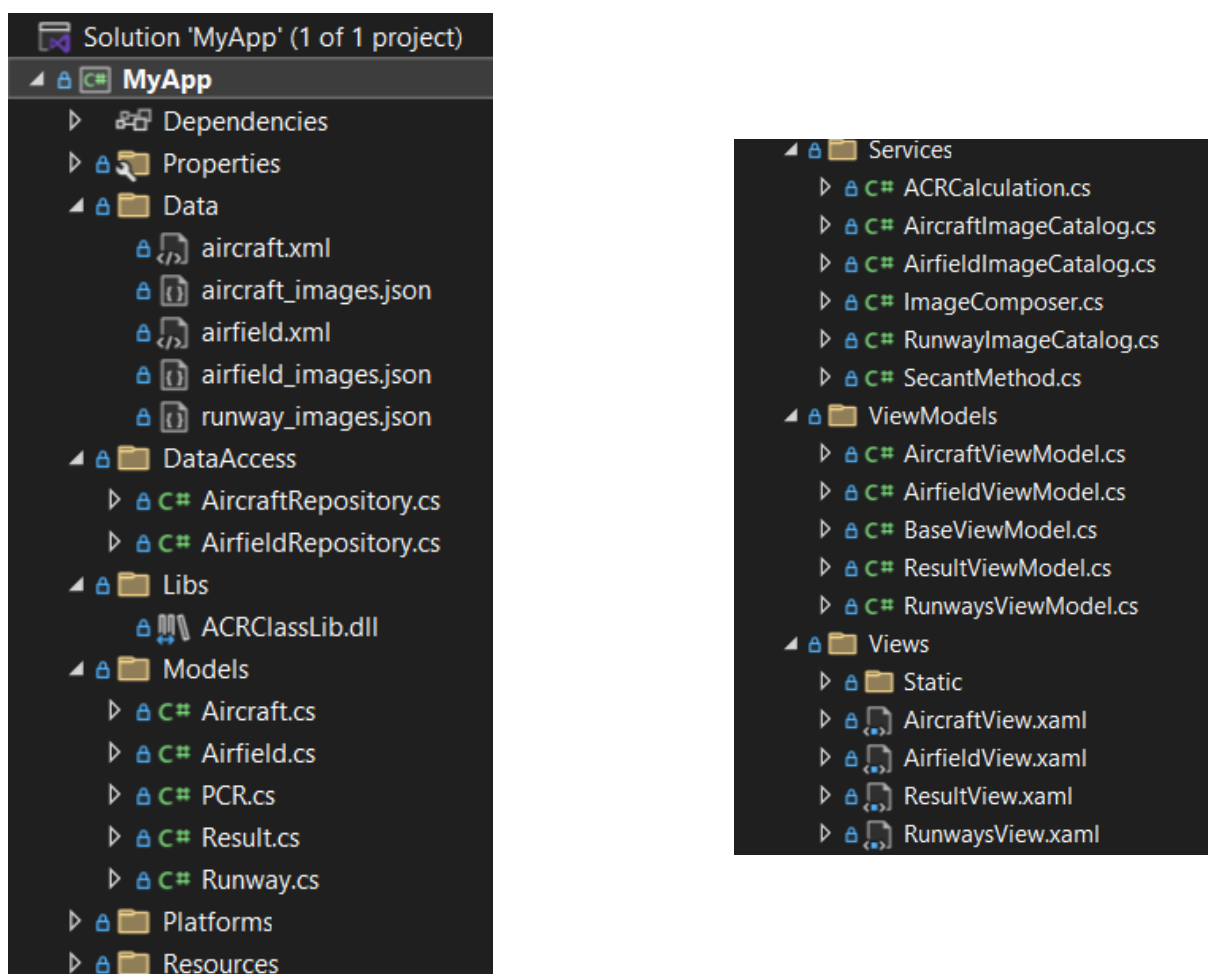 Solution 'MyApp' (1 of 1 project)
C# MyApp
Dependencies
Properties
Data
aircraft.xml
aircraft_images.json
airfield.xml
airfield_images.json
runway_images.json
DataAccess
C# AircraftRepository.cs
C# AirfieldRepository.cs
Libs
ACRClassLib.dll
Models
C# Aircraft.cs
C# Airfield.cs
C# PCR.cs
C# Result.cs
C# Runway.cs
Platforms
Resources
Services
C# ACRCalculation.cs
C# AircraftImageCatalog.cs
C# AirfieldImageCatalog.cs
C# ImageComposer.cs
C# RunwayImageCatalog.cs
C# SecantMethod.cs
ViewModels
C# AircraftViewModel.cs
C# AirfieldViewModel.cs
C# BaseViewModel.cs
C# ResultViewModel.cs
C# RunwaysViewModel.cs
Views
Static
AircraftView.xaml
AirfieldView.xaml
ResultView.xaml
RunwaysView.xaml